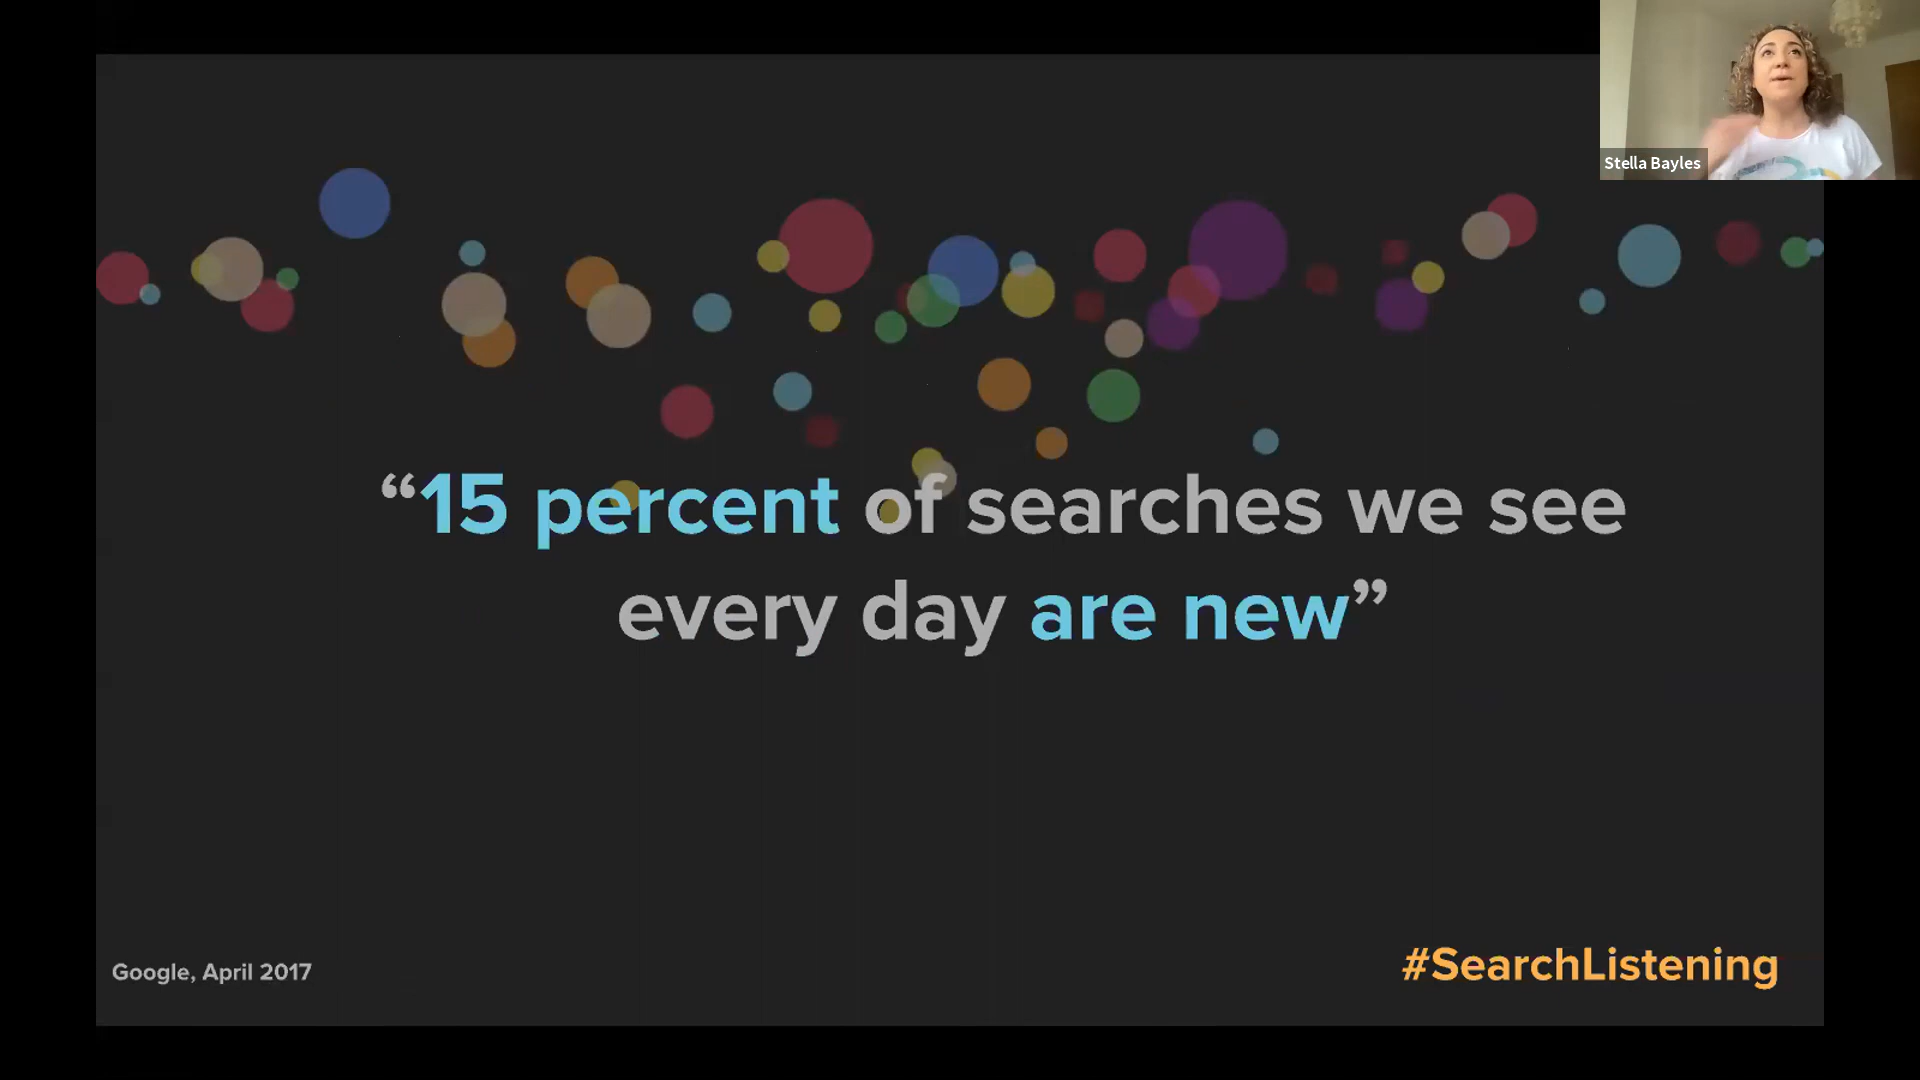 Stella Bayles
“15 percent of searches we see
every day are new”
Google, April 2017
#SearchListening